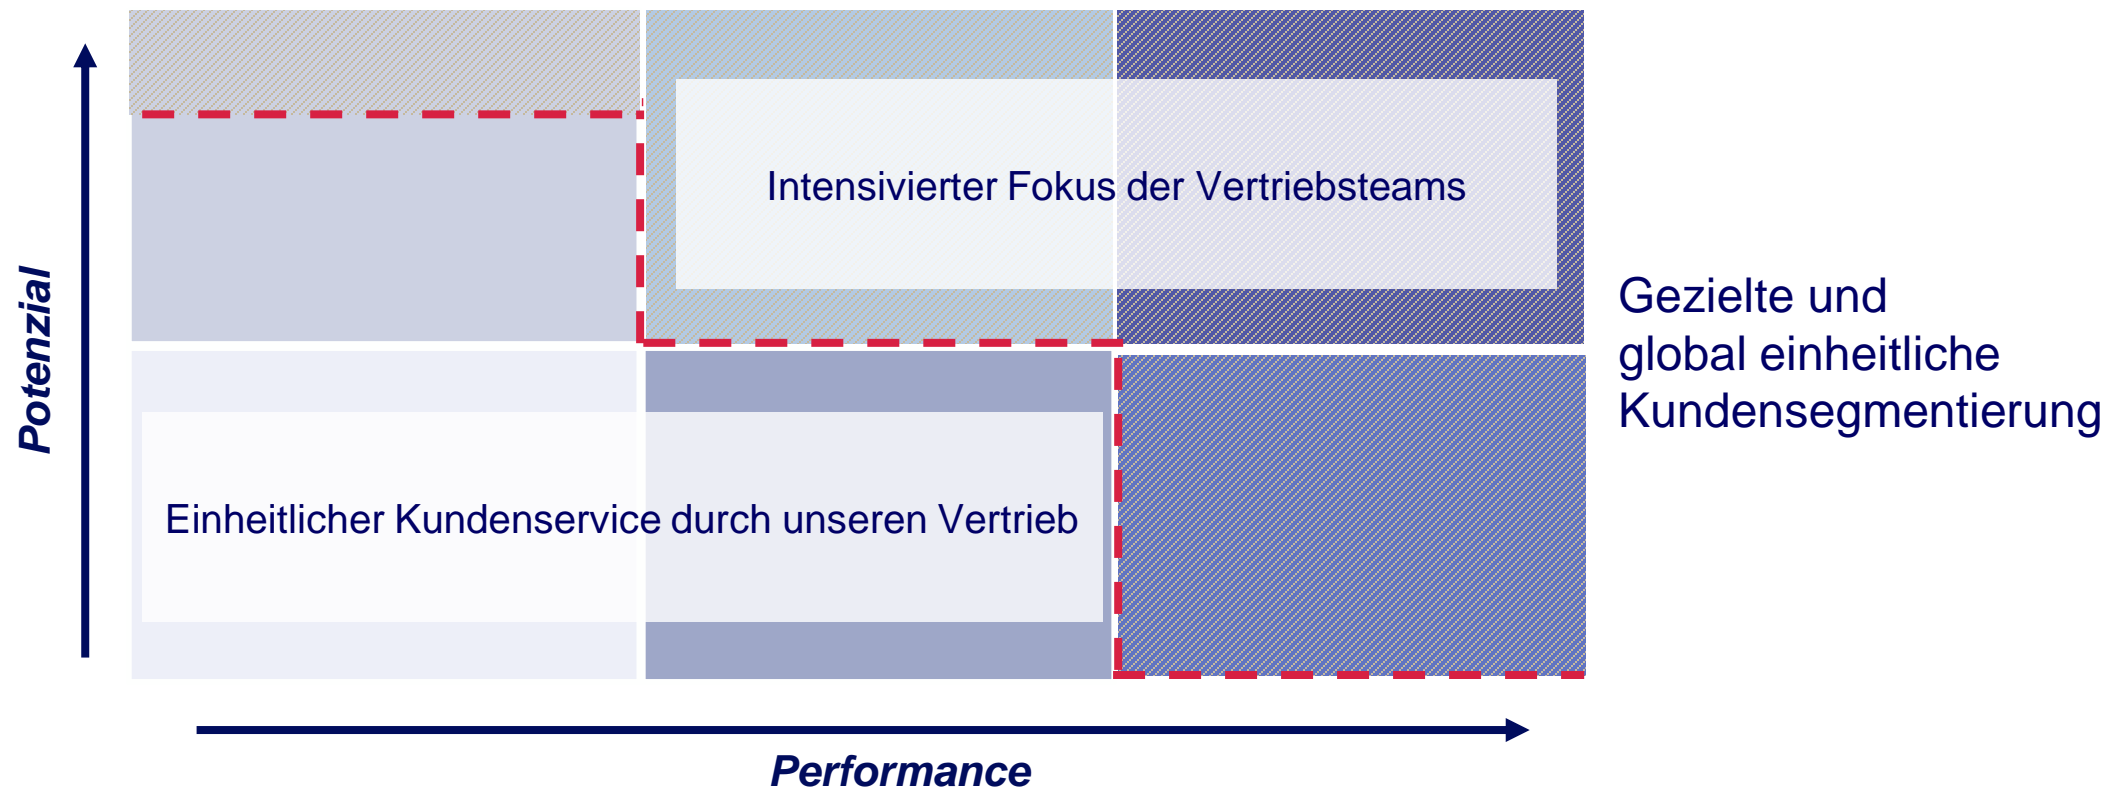 Intensivierter Fokus der Vertriebsteams
Potenzial
Gezielte und
global einheitliche
Kundensegmentierung
Einheitlicher Kundenservice durch unseren Vertrieb
Performance